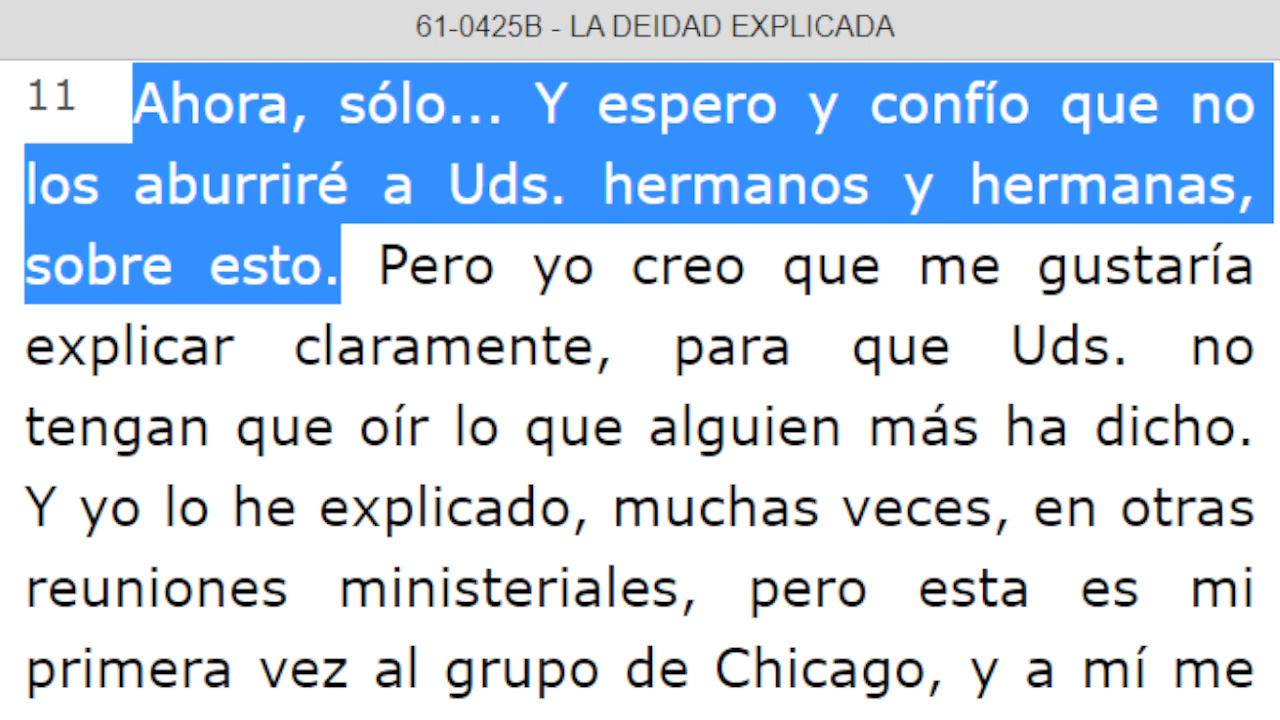 61-0425B - LA DEIDAD EXPLICADA
11 Ahora, sólo... Y espero y confío que no
los aburriré a Uds. hermanos y hermanas,
sobre esto. Pero yo creo que me gustaría
explicar claramente, para que Uds. no
tengan que oír lo que alguien más ha dicho.
Y yo lo he explicado, muchas veces, en otras
reuniones ministeriales, pero esta es mi
primera vez al grupo de Chicago, y a mí me